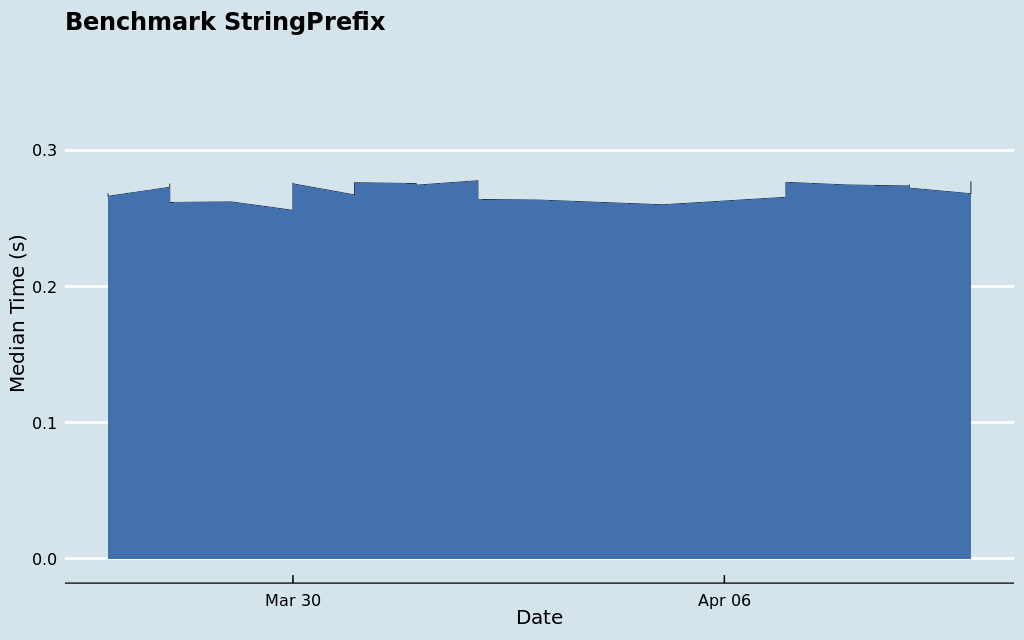 Benchmark StringPrefix
0.3
0.2
0.1
0.0
Median Time (s)
Mar 30
Apr 06
Date